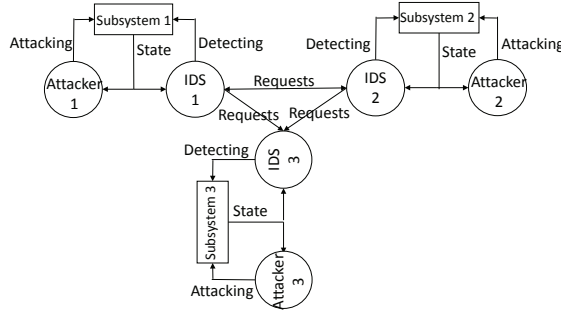 Subsystem 1
Attacking
Detecting
State
Attacker
1
IDS
1
Requests
Subsystem 2
Detecting
Attacking
State
IDS
2
Attacker
2
Requests
Requests
IDS
3
Detecting
Subsystem 3
State
Attacking
Attacker
3